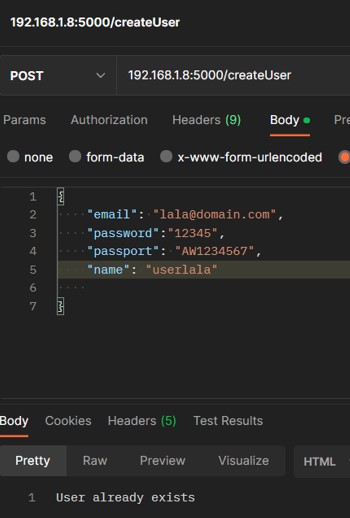 192.168.1.8:5000/createUser
POST 192.168.1.8:5000/createUser
Params Authorization Headers (9) Body Pre
none form-data x-www-form-urlencoded
1 {
2 "email": "lala@domain.com",
3 "password":"12345",
4 "passport": "AW1234567",
5 "name": "userlala"
6
7 }
Body Cookies Headers (5) Test Results
Pretty Raw Preview Visualize HTML
1 User already exists